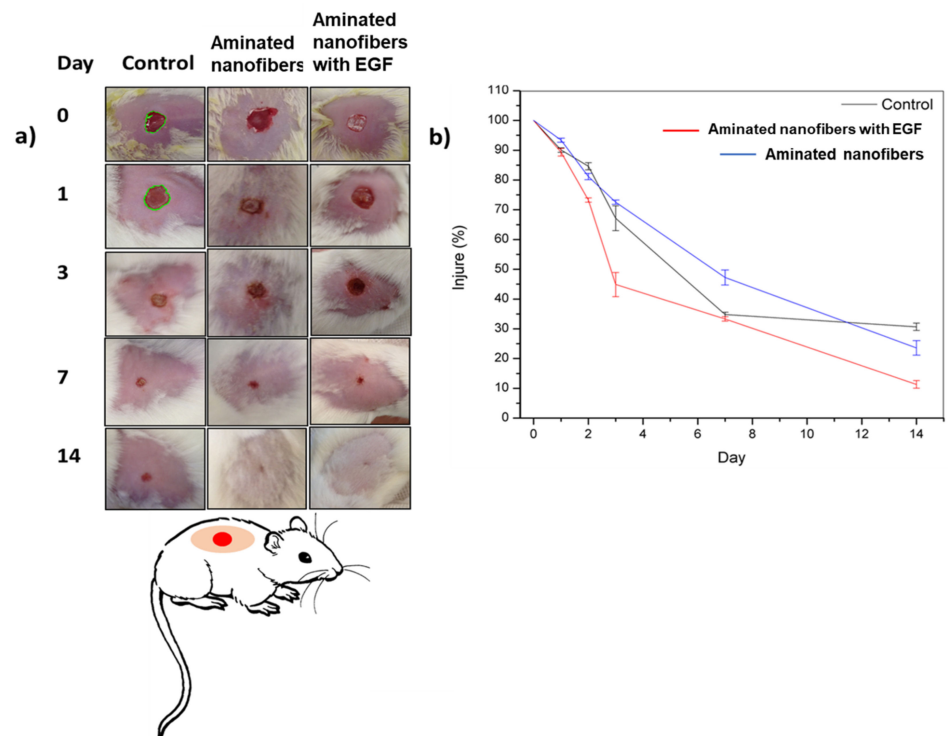 a)
Day
Control
Aminated
nanofibers
Aminated
nanofibers
with EGF
0
1
3
7
14
b)
Injure (%)
110
100
90
80
70
60
50
40
30
20
10
0
0
2
4
6
8
10
12
14
Day
Control
Aminated nanofibers with EGF
Aminated nanofibers